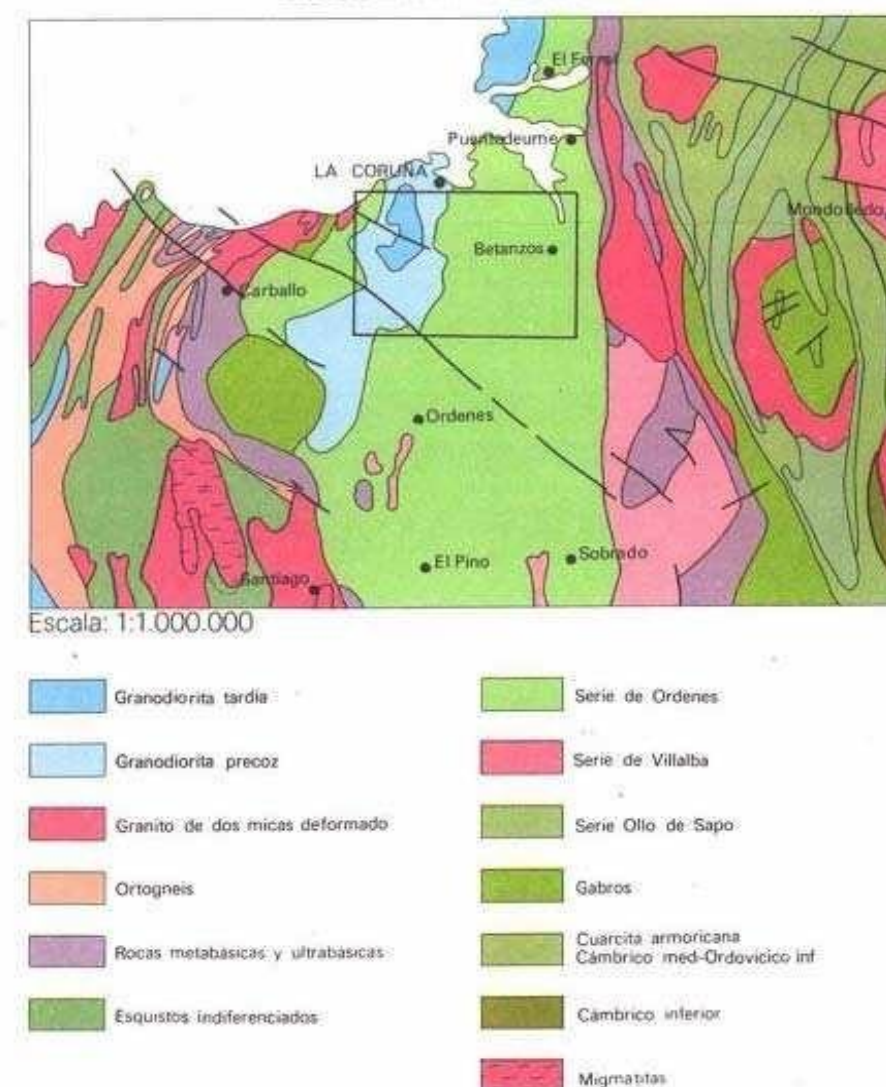 El Ferrol
Puentedeume
LA CORUÑA
Mondoñedo
Betanzos
Carballo
Ordenes
El Pino
Sobrado
Santiago
Escala: 1:1.000.000
Granodiorita tardía
Serie de Ordenes
Granodiorita precoz
Serie de Villalba
Granito de dos micas deformado
Serie Ollo de Sapo
Ortogneis
Gabros
Rocas metabásicas y ultrabásicas
Cuarcita armoricana
Cámbrico med-Ordovicico inf
Esquistos indiferenciados
Cámbrico inferior
Migmatitas